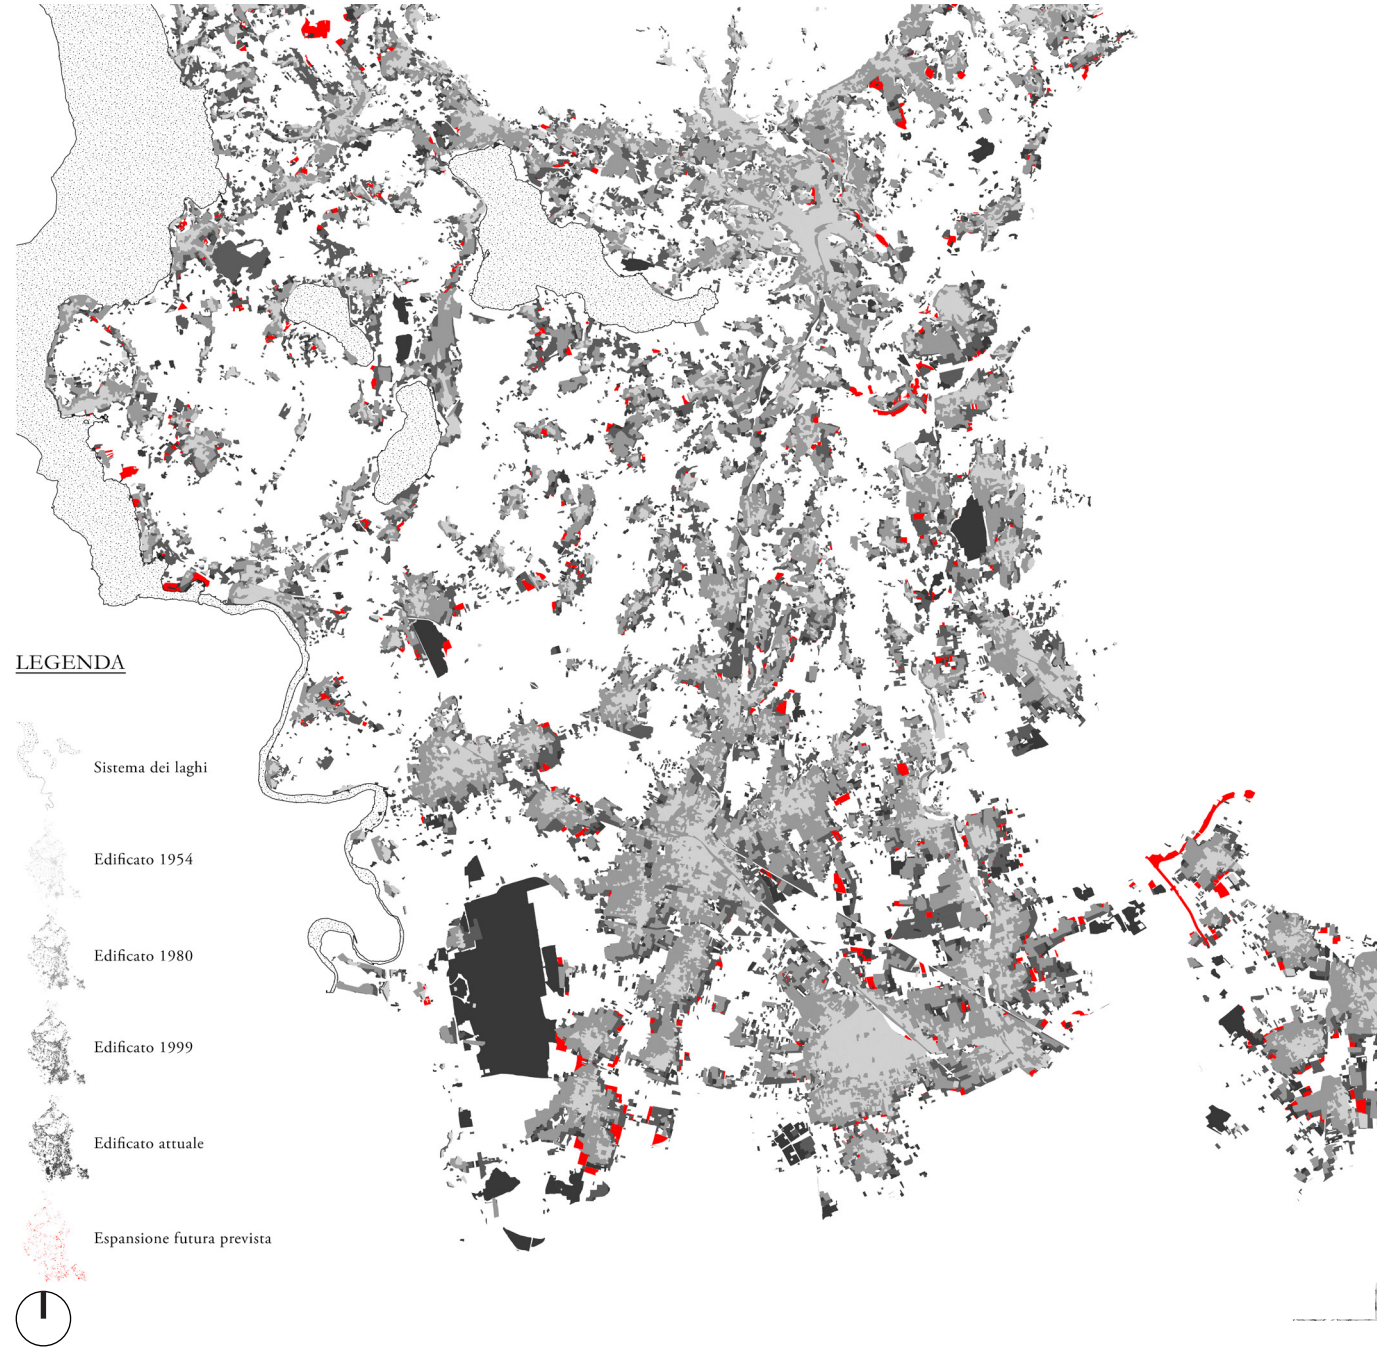 LEGENDA
Sistema dei laghi
Edificato 1954
Edificato 1980
Edificato 1999
Edificato attuale
Espansione futura prevista